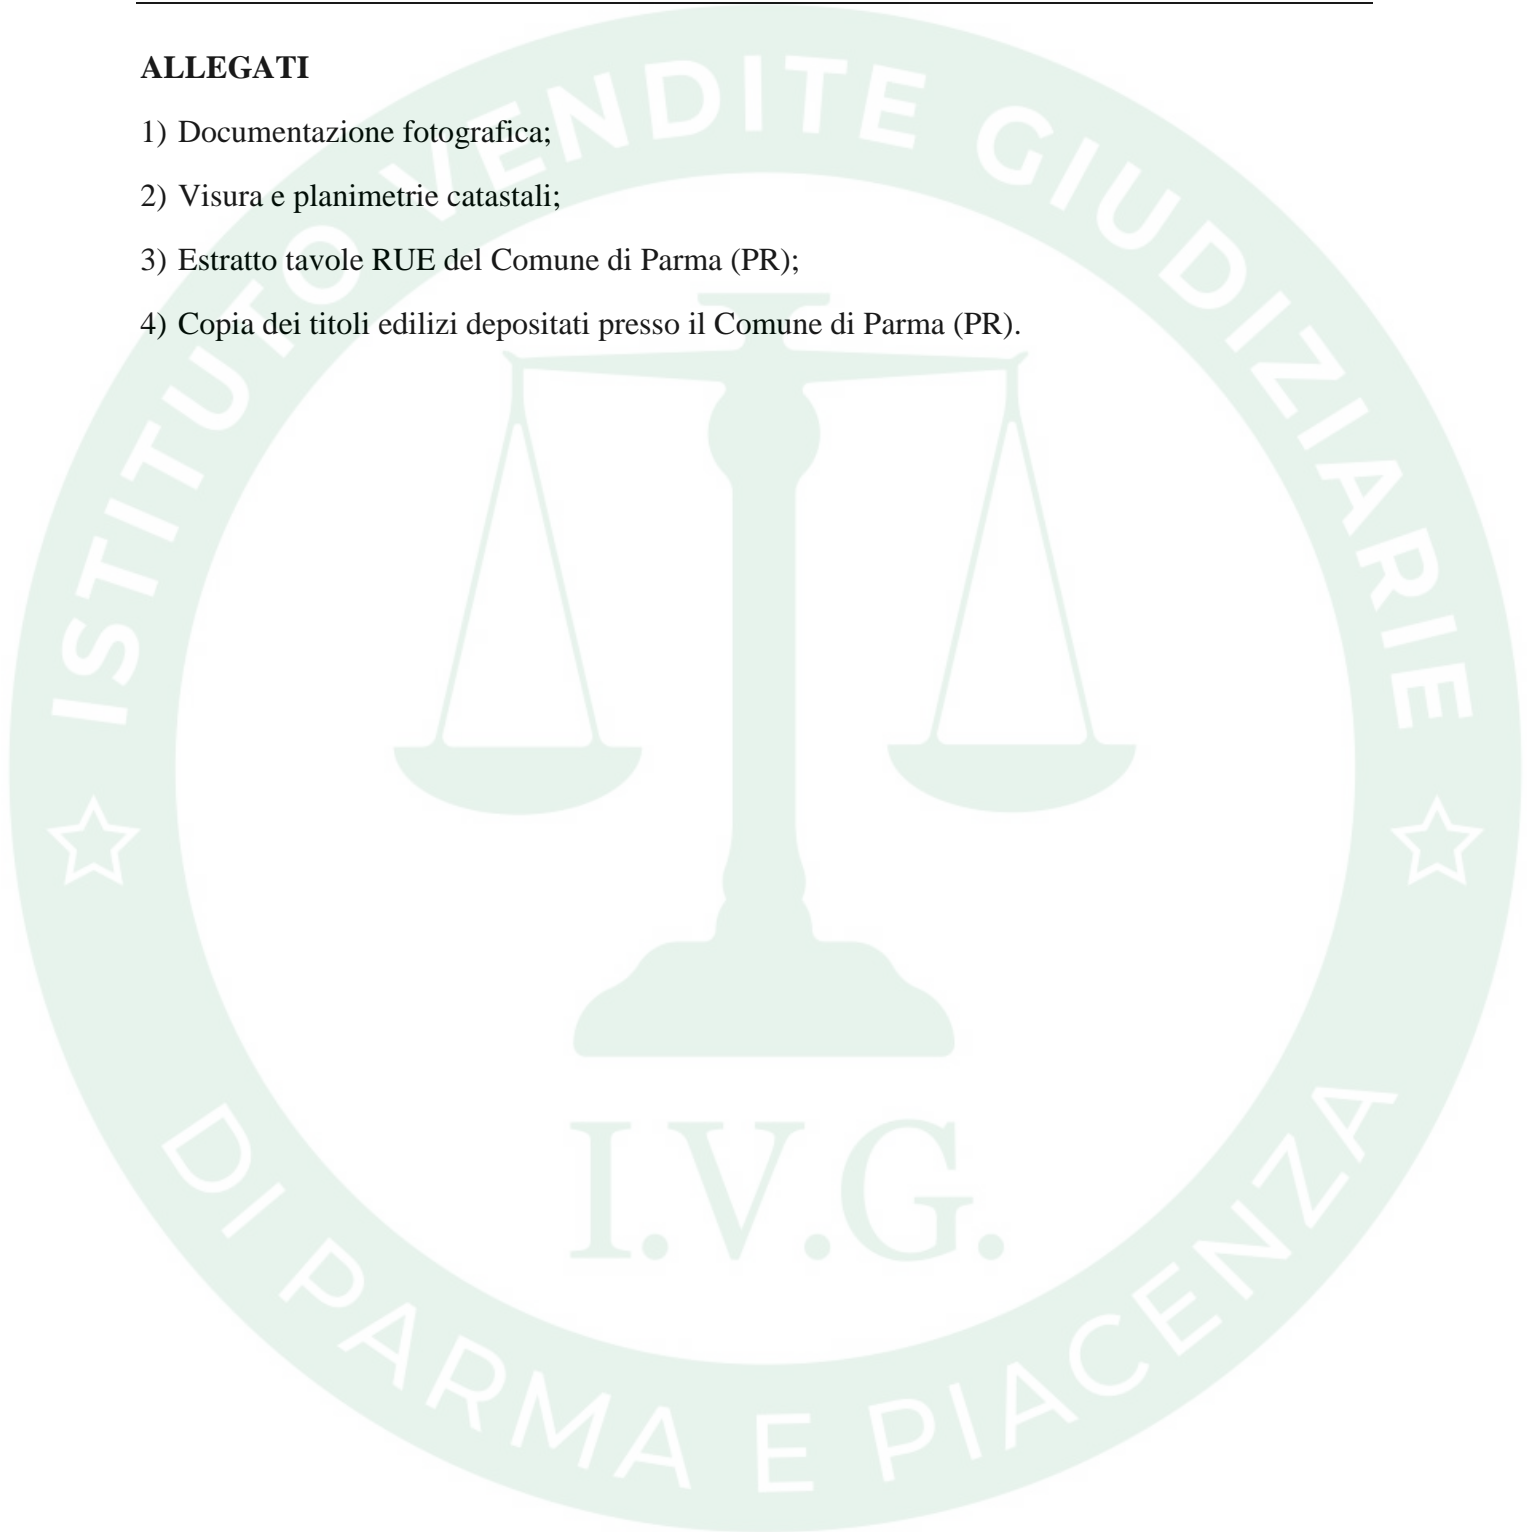 ALLEGATI
1) Documentazione fotografica;
2) Visura e planimetrie catastali;
3) Estratto tavole RUE del Comune di Parma (PR);
4) Copia dei titoli edilizi depositati presso il Comune di Parma (PR).
ISTITUTO VENDITE GIUDIZIARIE
I.V.G.
DI PARMA E PIACENZA